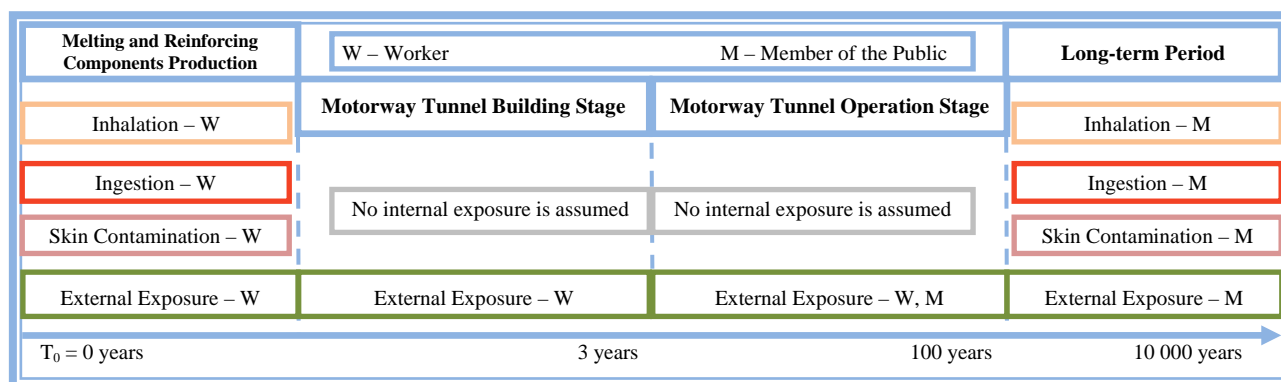 Melting and Reinforcing
Components Production
W – Worker
M – Member of the Public
Long-term Period
Motorway Tunnel Building Stage
Motorway Tunnel Operation Stage
Inhalation – W
Inhalation – M
Ingestion – W
Ingestion – M
No internal exposure is assumed
No internal exposure is assumed
Skin Contamination – W
Skin Contamination – M
External Exposure – W
External Exposure – W
External Exposure – W, M
External Exposure – M
T₀ = 0 years
3 years
100 years
10 000 years